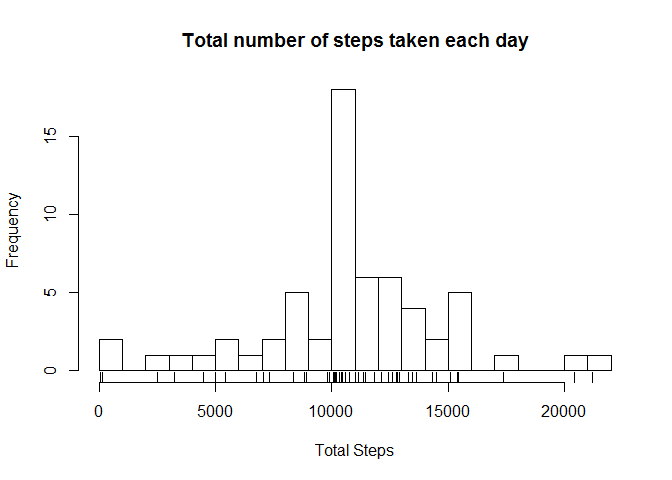 Total number of steps taken each day
Frequency
15
10
5
0
0 5000 10000 15000 20000
Total Steps